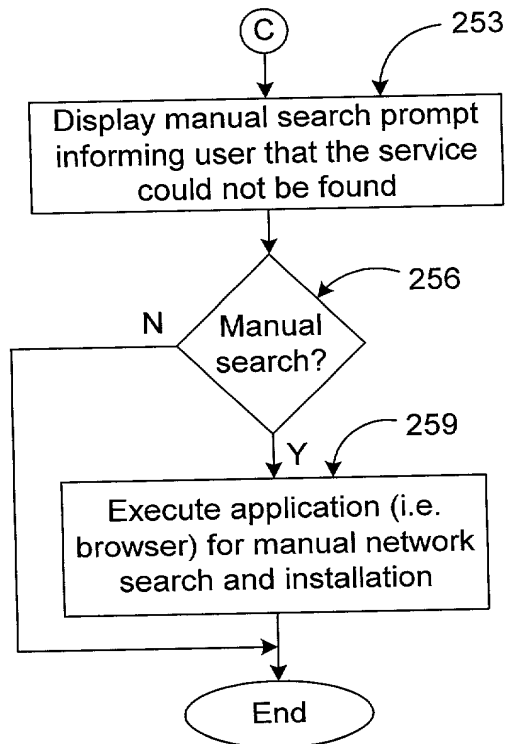 C
253
Display manual search prompt
informing user that the service
could not be found
256
N
Manual
search?
259
Y
Execute application (i.e.
browser) for manual network
search and installation
End